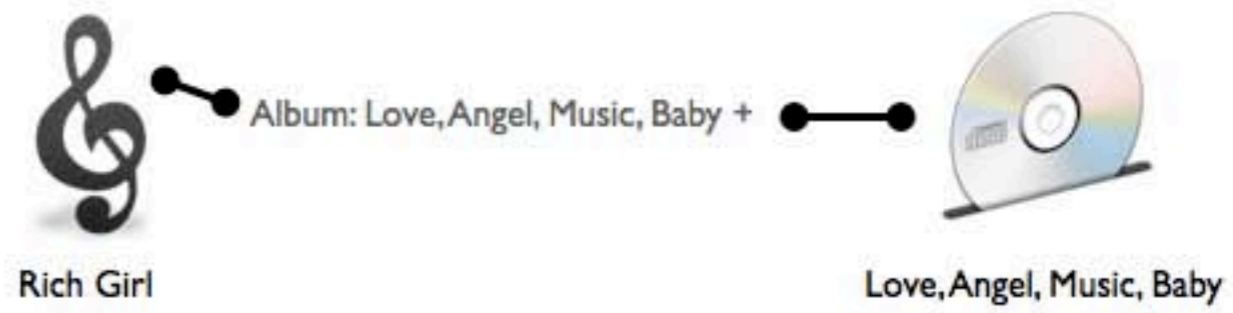 Album: Love, Angel, Music, Baby +
Rich Girl
Love, Angel, Music, Baby